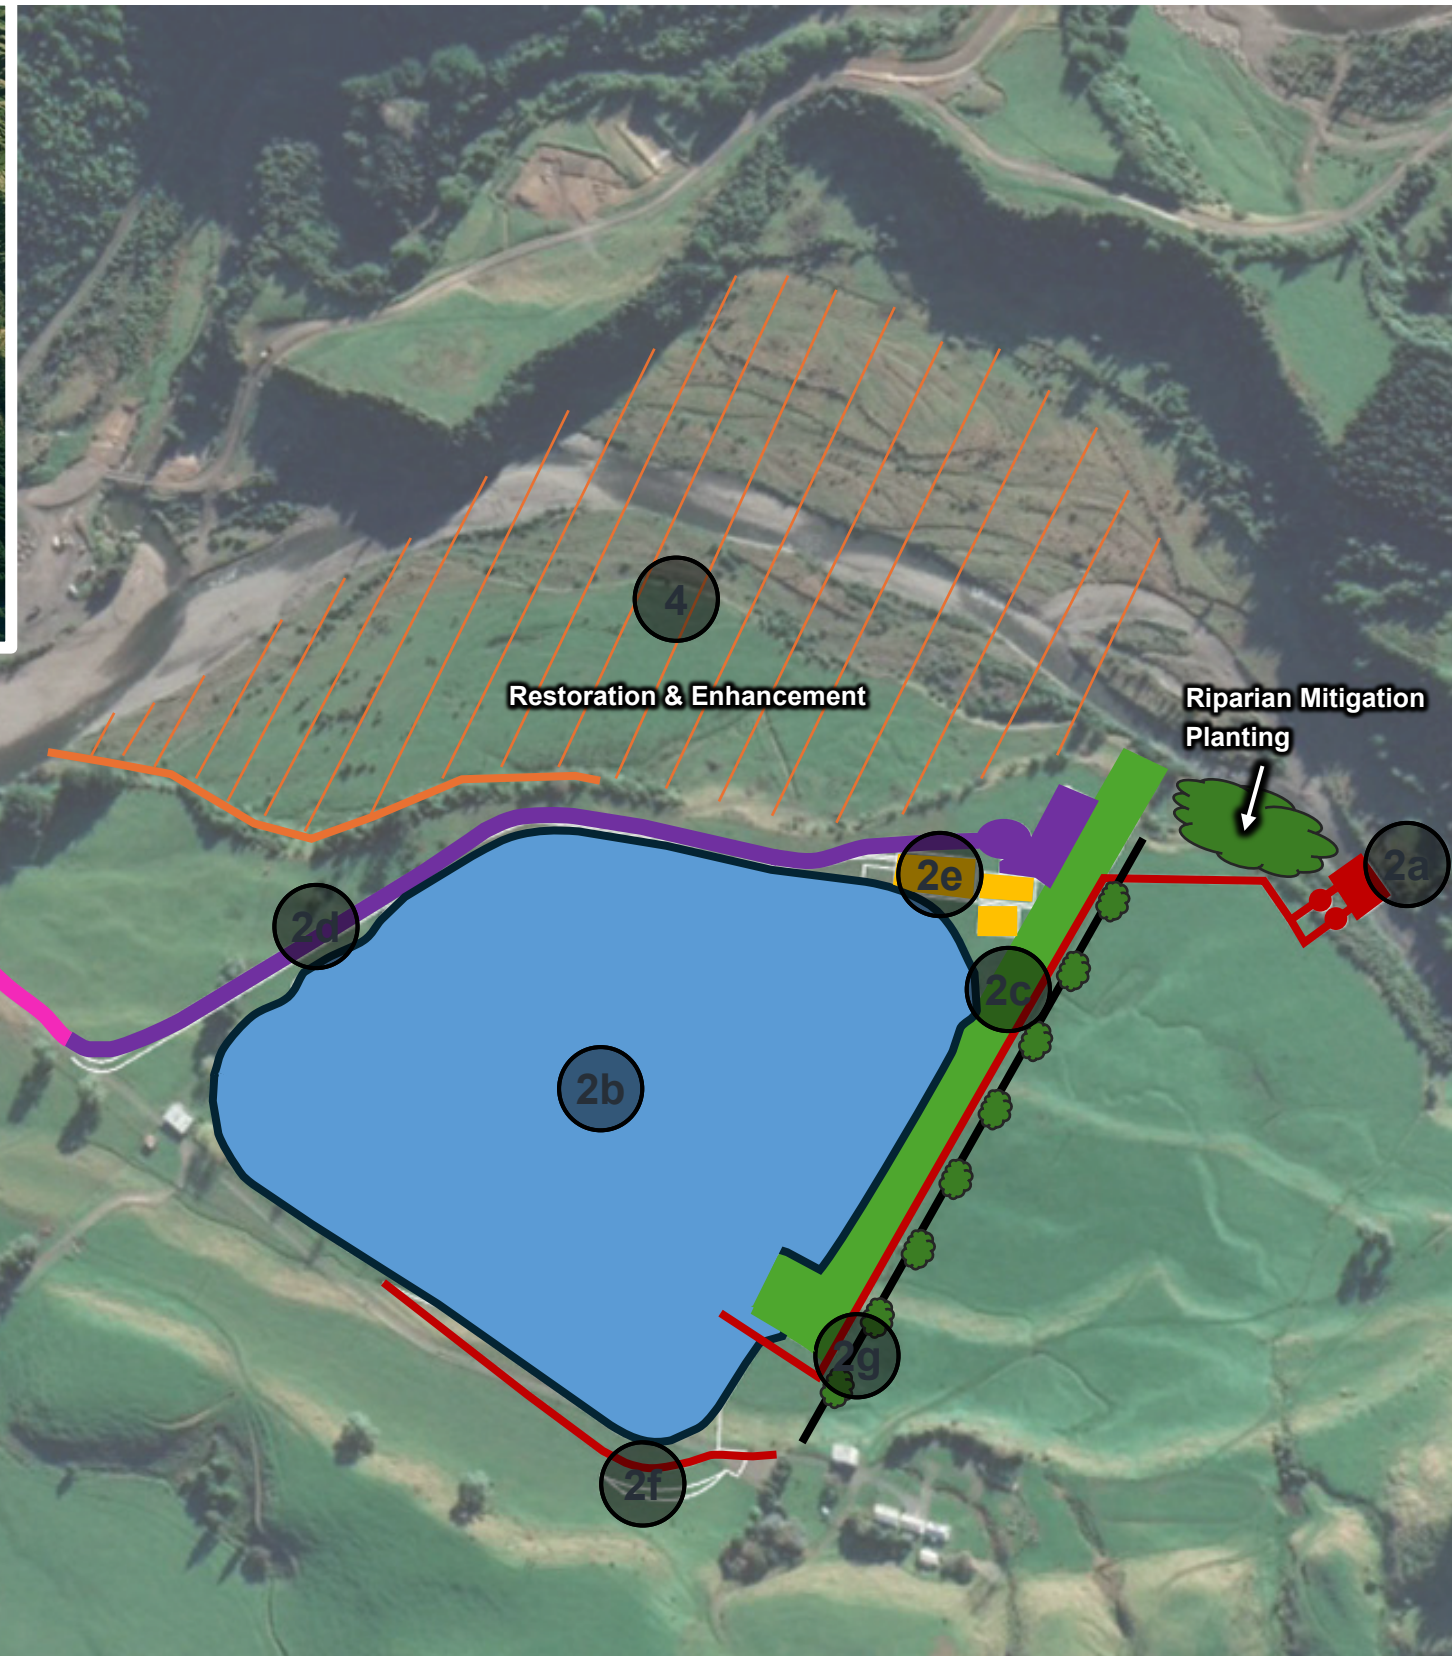 4
Restoration & Enhancement
Riparian Mitigation
Planting
2a
2e
2d
2c
2b
2g
2f